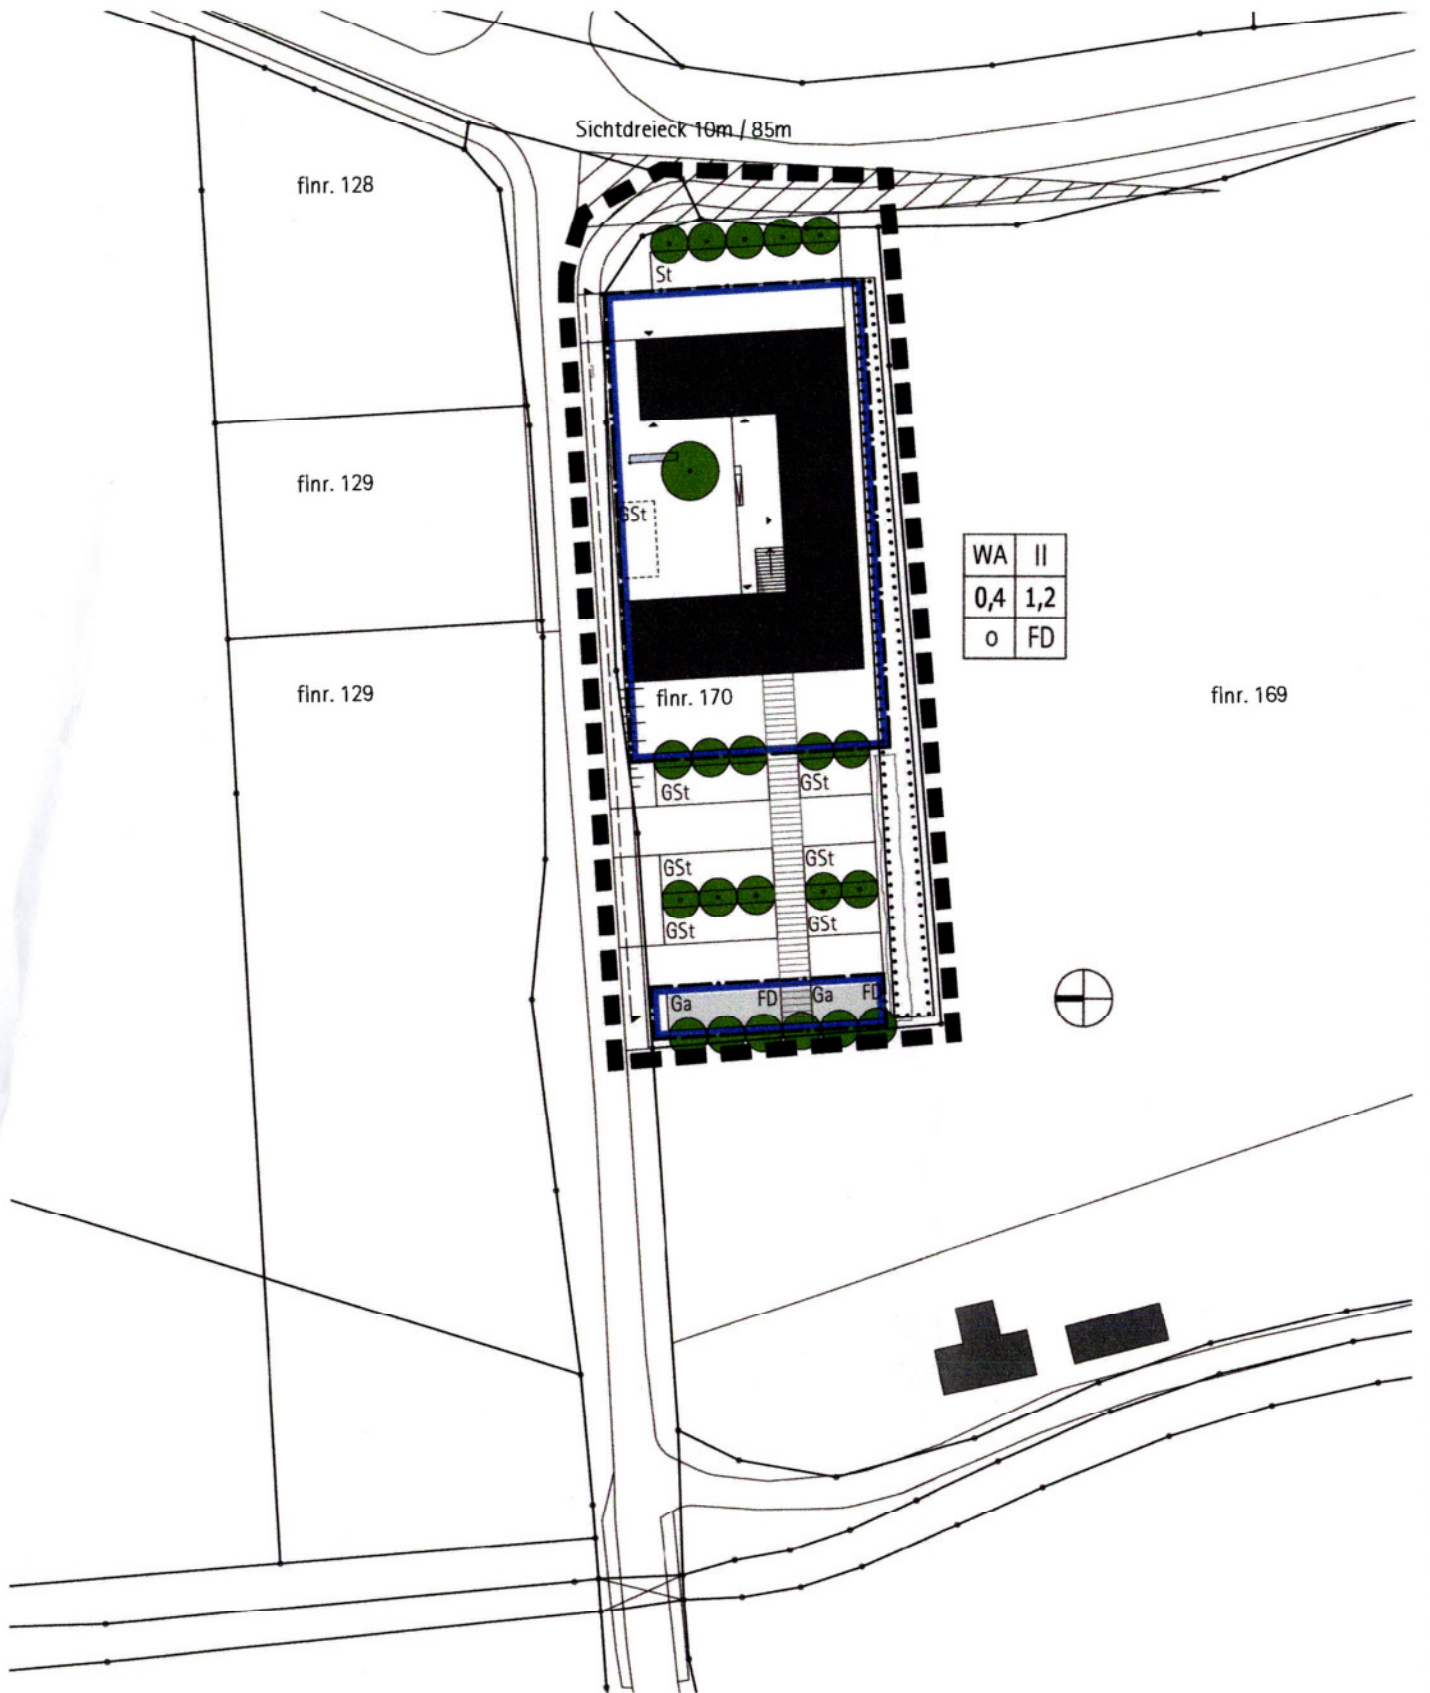 Sichtdreieck 10m / 85m
flnr. 128
St
flnr. 129
GSt
WA II
0,4 1,2
o FD
flnr. 129
flnr. 170
flnr. 169
GSt
GSt
GSt
GSt
GSt
GSt
Ga FD Ga FD